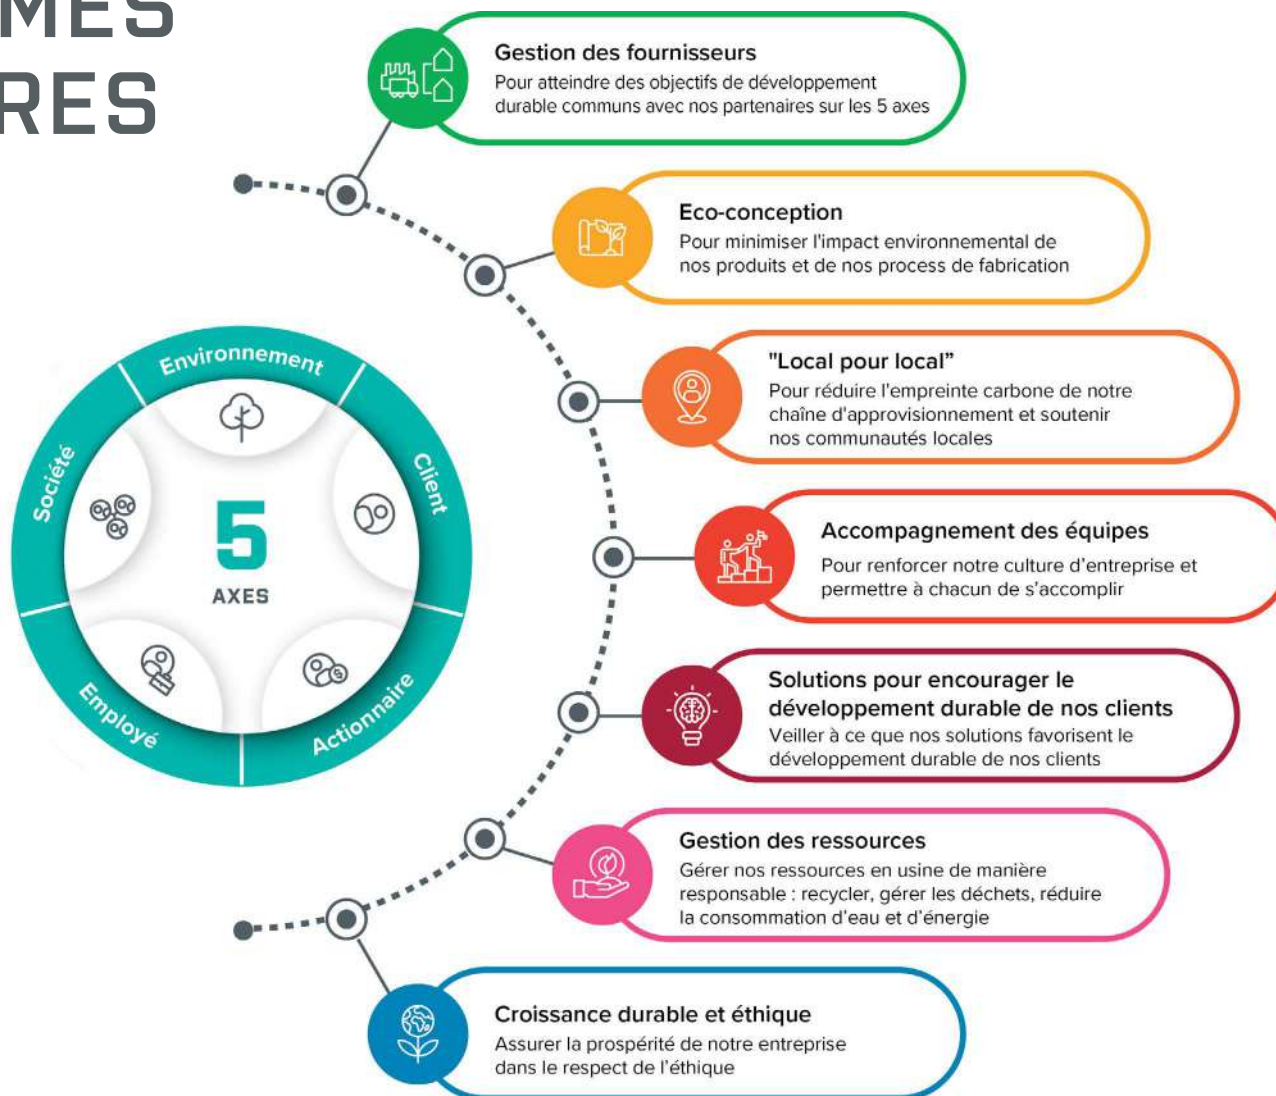 MES
RES
Gestion des fournisseurs
Pour atteindre des objectifs de développement
durable communs avec nos partenaires sur les 5 axes
Eco-conception
Pour minimiser l'impact environnemental de
nos produits et de nos process de fabrication
"Local pour local”
Pour réduire l'empreinte carbone de notre
chaîne d'approvisionnement et soutenir
nos communautés locales
Accompagnement des équipes
Pour renforcer notre culture d’entreprise et
permettre à chacun de s’accomplir
Solutions pour encourager le
développement durable de nos clients
Veiller à ce que nos solutions favorisent le
développement durable de nos clients
Gestion des ressources
Gérer nos ressources en usine de manière
responsable : recycler, gérer les déchets, réduire
la consommation d’eau et d’énergie
Croissance durable et éthique
Assurer la prospérité de notre entreprise
dans le respect de l’éthique
Environnement
Client
Actionnaire
Employé
Société
5
AXES